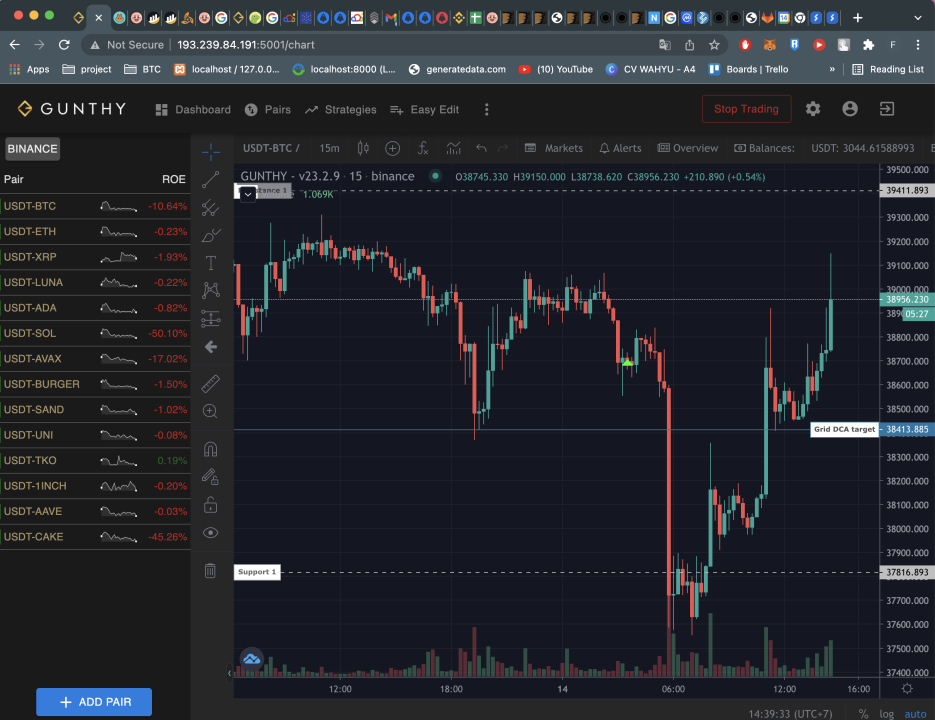 Not Secure 193.239.84.191:5001/chart
Apps project BTC localhost / 127.0.0... localhost:8000 (L... generatedata.com (10) YouTube CV WAHYU - A4 Boards | Trello » Reading List
GUNTHY Dashboard Pairs Strategies Easy Edit Stop Trading
BINANCE
USDT-BTC / 15m Markets Alerts Overview Balances: USDT: 3044.61588993
Pair ROE
GUNTHY - v23.2.9 · 15 · binance O38745.330 H39150.000 L38738.620 C38956.230 +210.890 (+0.54%)
1.069K
USDT-BTC -10.64%
USDT-ETH -0.23%
USDT-XRP -1.93%
USDT-LUNA -0.22%
USDT-ADA -0.82%
USDT-SOL -50.10%
USDT-AVAX -17.02%
USDT-BURGER -1.50%
USDT-SAND -1.02%
USDT-UNI -0.08%
USDT-TKO 0.19%
USDT-1INCH -0.20%
USDT-AAVE -0.03%
USDT-CAKE -45.26%
ADD PAIR
39500.000
39411.893
39300.000
39200.000
39100.000
39000.000
38956.230
05:27
38800.000
38700.000
38600.000
38500.000
Grid DCA target 38413.885
38300.000
38200.000
38100.000
38000.000
37900.000
Support 1 37816.893
37700.000
37600.000
37500.000
37400.000
12:00 18:00 14 06:00 12:00 16:00
14:39:33 (UTC+7) % log auto